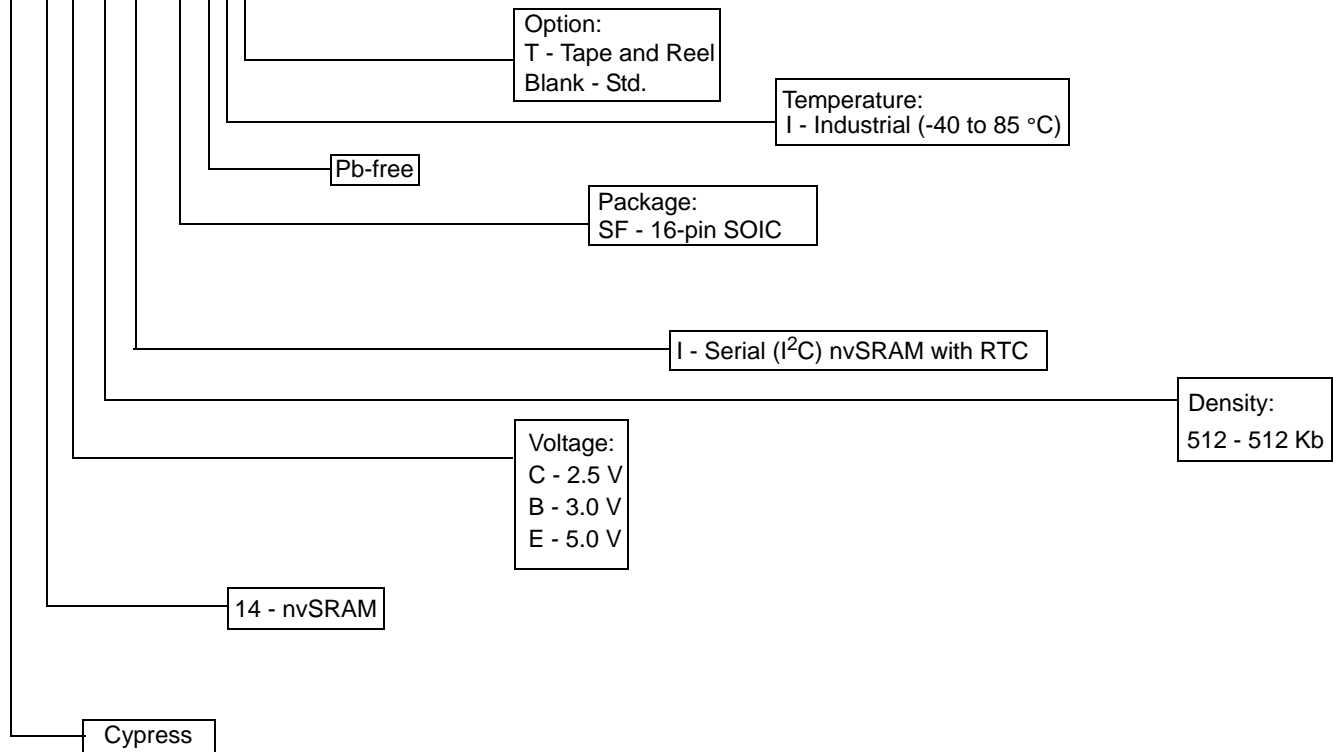 Option:
T - Tape and Reel
Blank - Std.
Temperature:
I - Industrial (-40 to 85 °C)
Pb-free
Package:
SF - 16-pin SOIC
I - Serial (I²C) nvSRAM with RTC
Density:
512 - 512 Kb
Voltage:
C - 2.5 V
B - 3.0 V
E - 5.0 V
14 - nvSRAM
Cypress